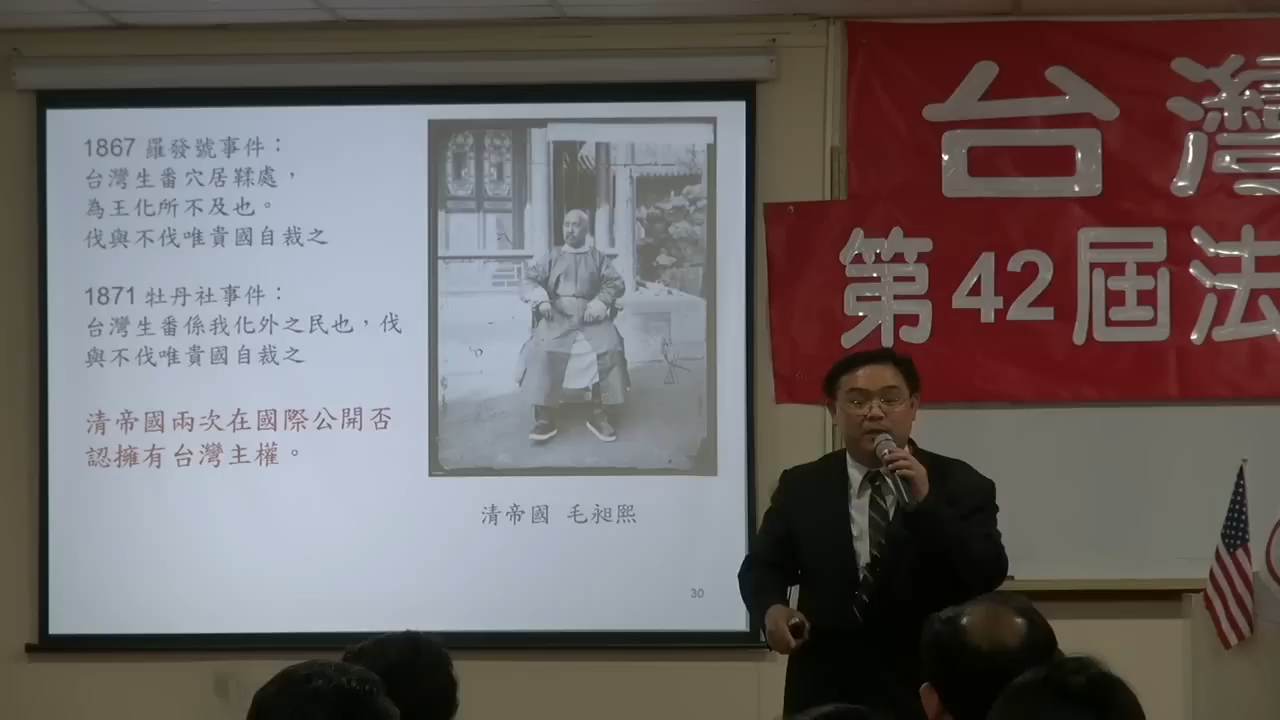 1867 羅發號事件：
台灣生番穴居鞣處，
為王化所不及也。
伐與不伐唯貴國自裁之
1871 牡丹社事件：
台灣生番係我化外之民也，伐
與不伐唯貴國自裁之
清帝國兩次在國際公開否
認擁有台灣主權。
清帝國 毛昶熙
30
台灣
第42屆法